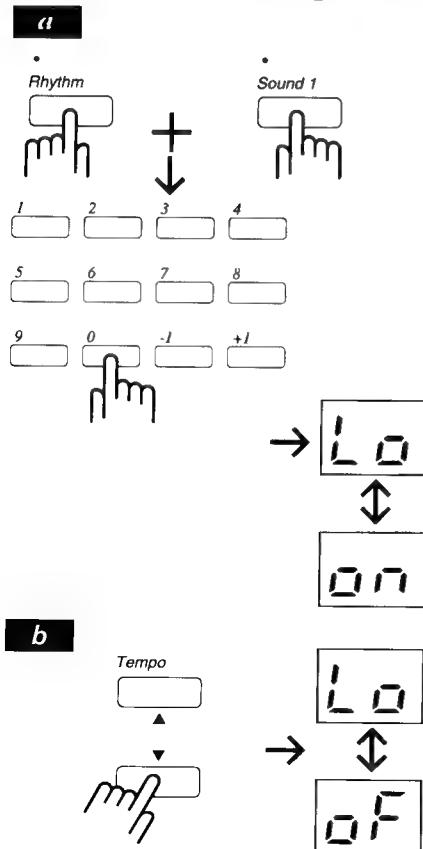 a
Rhythm
Sound 1
1 2 3 4
5 6 7 8
9 0 -1 +1
Lo
on
b
Tempo
Lo
oF